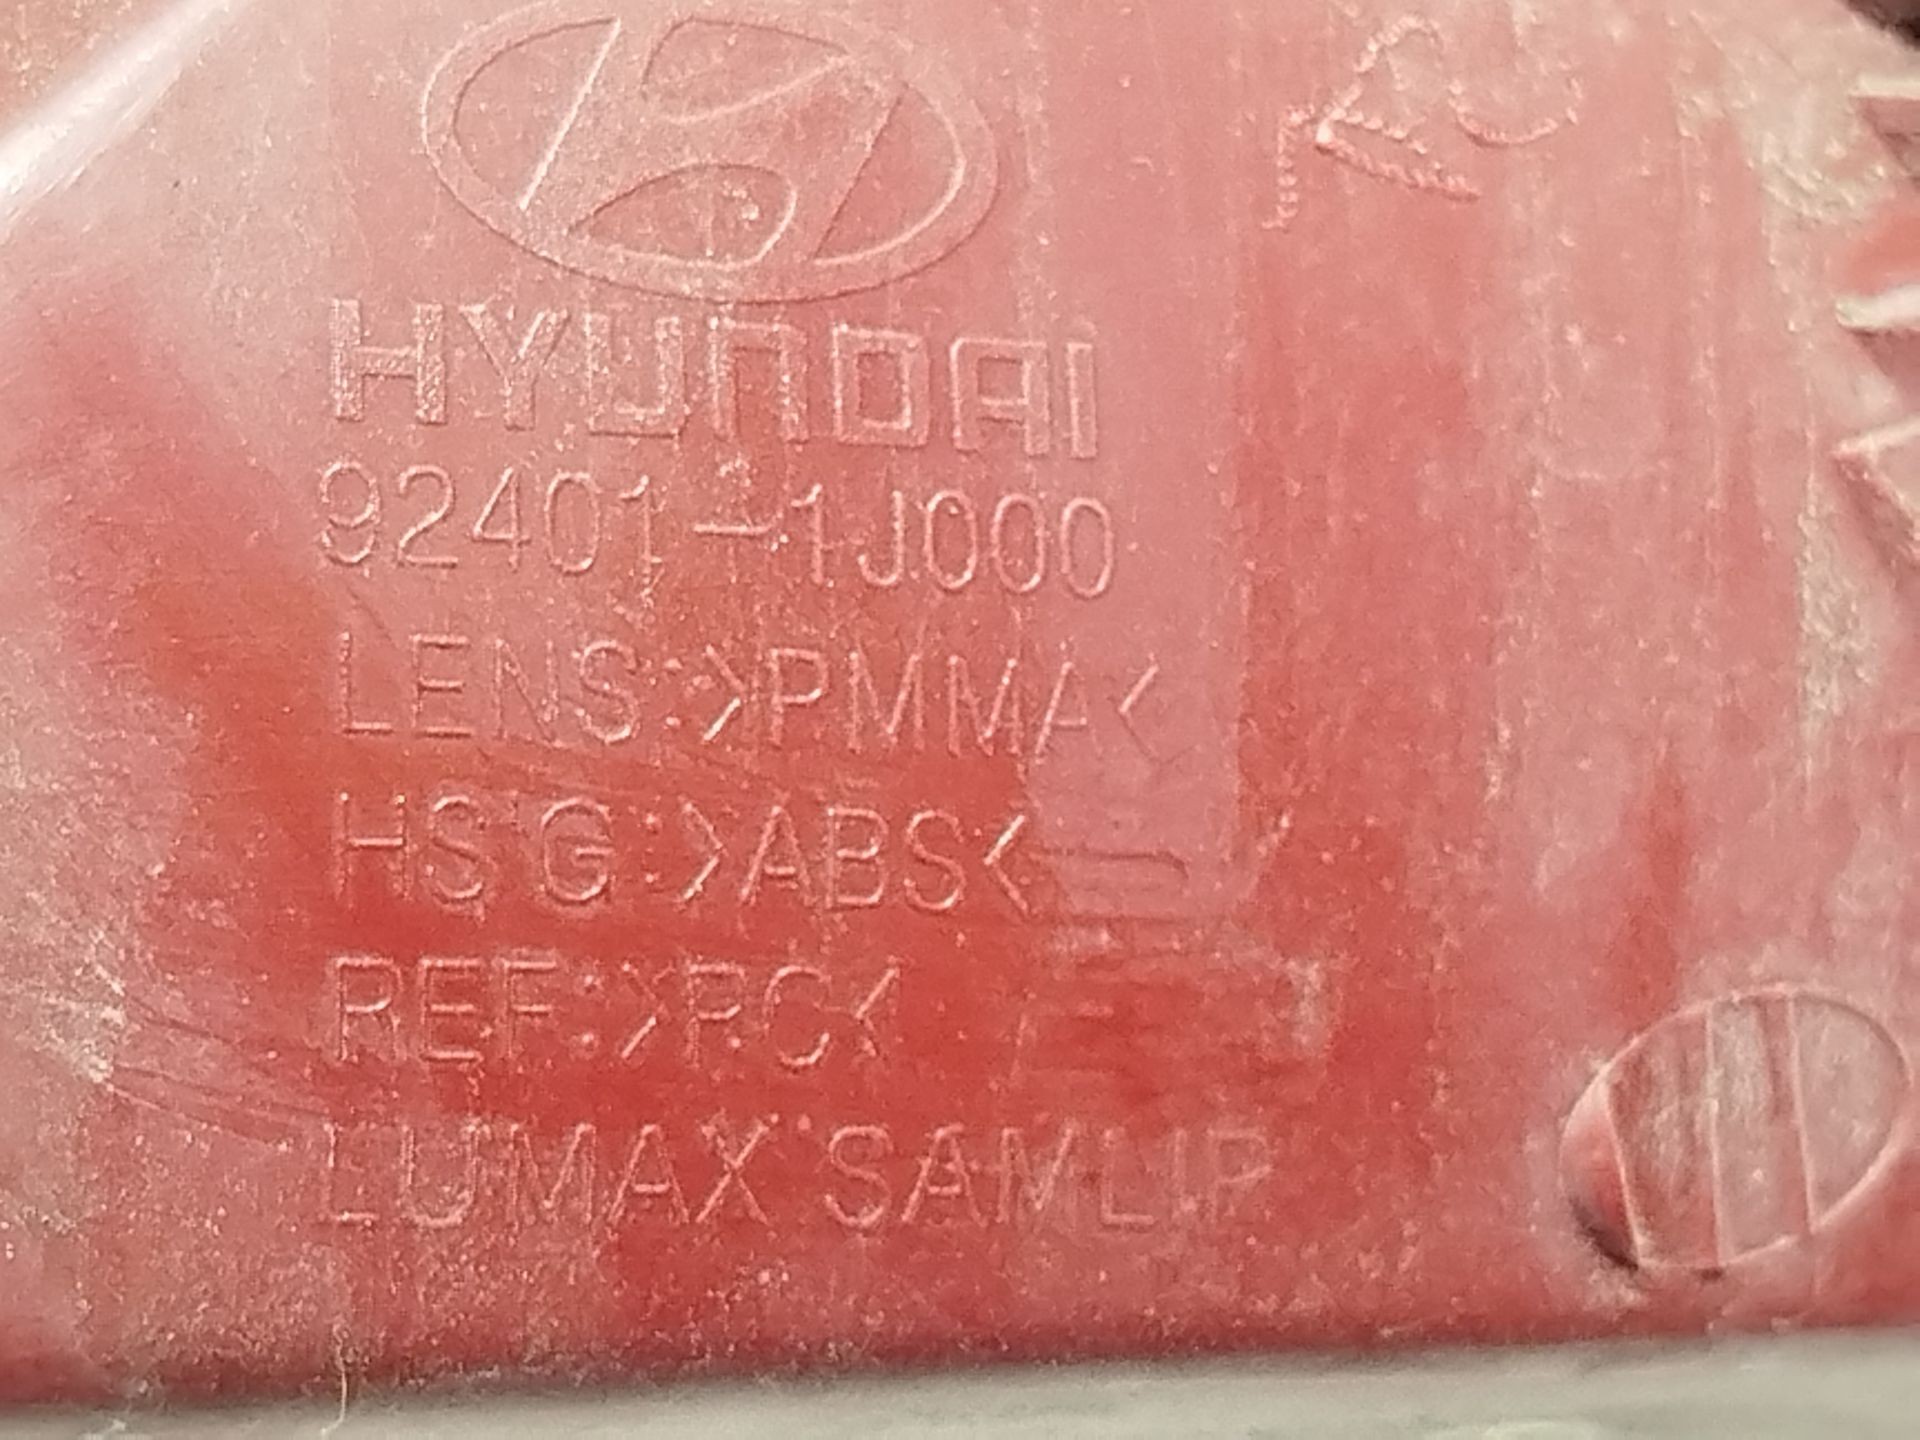 HYUNDAI
92401-1J000
LENS:>PMMA<
HSG:>ABS<
REF:>PC<
LUMAX SAMLIP